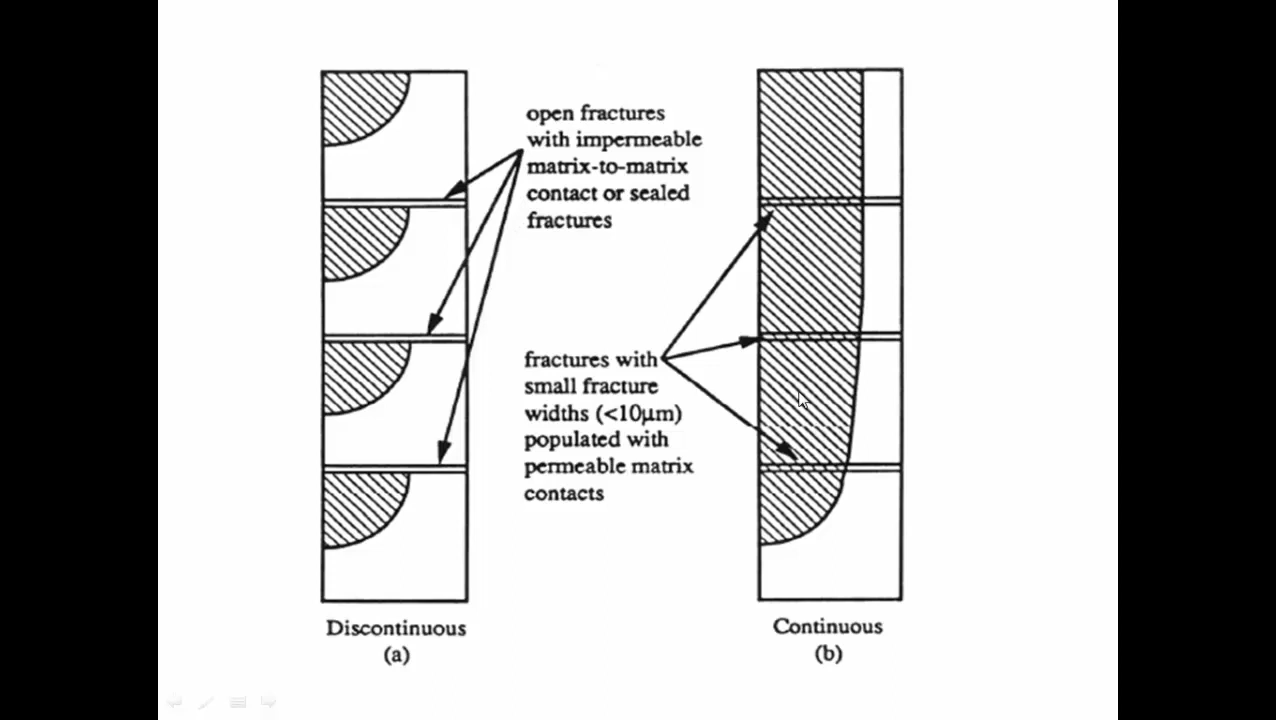 open fractures
with impermeable
matrix-to-matrix
contact or sealed
fractures
fractures with
small fracture
widths (<10μm)
populated with
permeable matrix
contacts
Discontinuous
(a)
Continuous
(b)